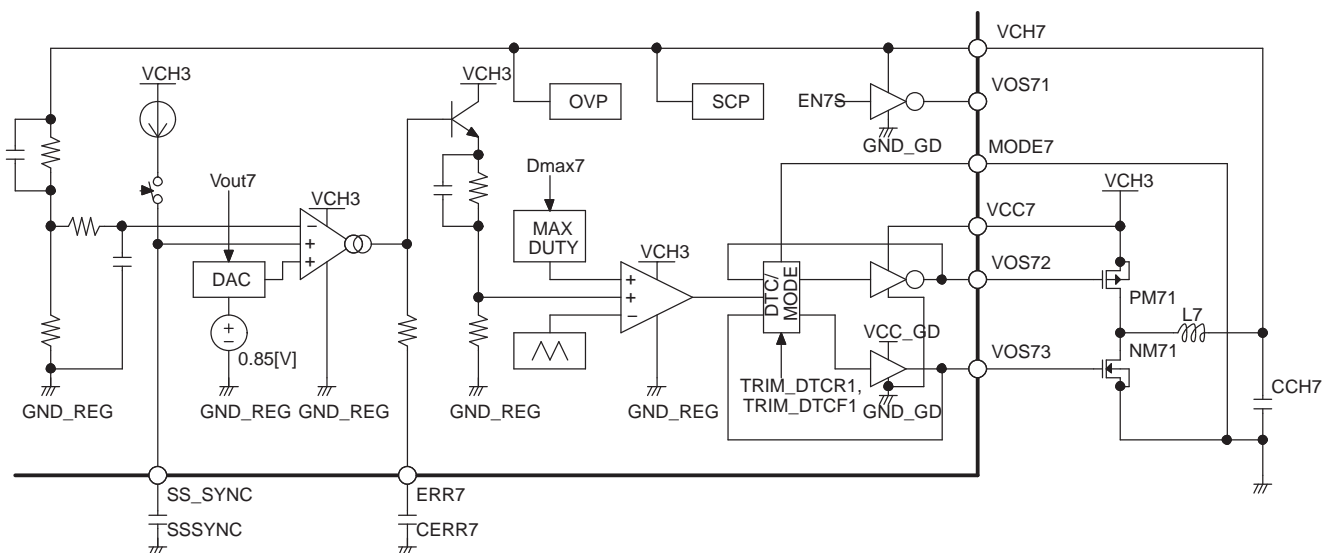 VCH7
VCH3
VCH3
OVP
SCP
EN7S
VOS71
GND_GD
MODE7
Vout7
Dmax7
VCH3
VCH3
VCC7
MAX
DUTY
VCH3
DAC
DTC/
MODE
VOS72
PM71
L7
VCC_GD
NM71
0.85[V]
VOS73
TRIM_DTCR1,
TRIM_DTCF1
GND_GD
CCH7
GND_REG
GND_REG
GND_REG
GND_REG
GND_REG
SS_SYNC
ERR7
SSSYNC
CERR7